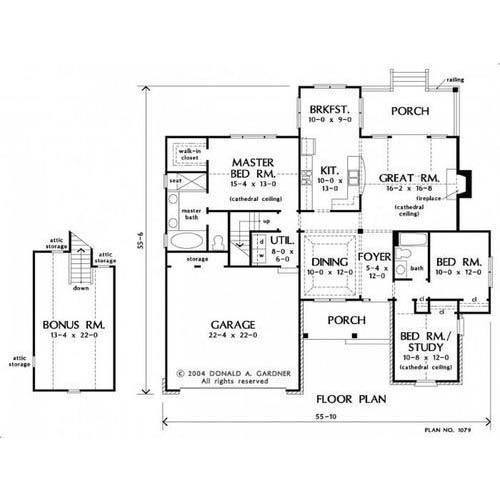 railing
BRKFST.
10-0 x 9-0
PORCH
walk-in
closet
MASTER
BED RM.
15-4 x 13-0
(cathedral ceiling)
KIT.
10-0 x
13-0
GREAT RM.
16-2 x 16-8
fireplace
(cathedral
ceiling)
seat
master
bath
up
UTIL.
8-0 x
6-0
d
w
storage
DINING
10-0 x 12-0
FOYER
5-4 x
12-0
bath
BED RM.
10-0 x 12-0
cl
cl
cl
55-6
attic
storage
attic
storage
down
BONUS RM.
13-4 x 22-0
attic
storage
GARAGE
22-4 x 22-0
PORCH
BED RM./
STUDY
10-8 x 12-0
(cathedral ceiling)
© 2004 DONALD A. GARDNER
All rights reserved
FLOOR PLAN
55-10
PLAN NO. 1079